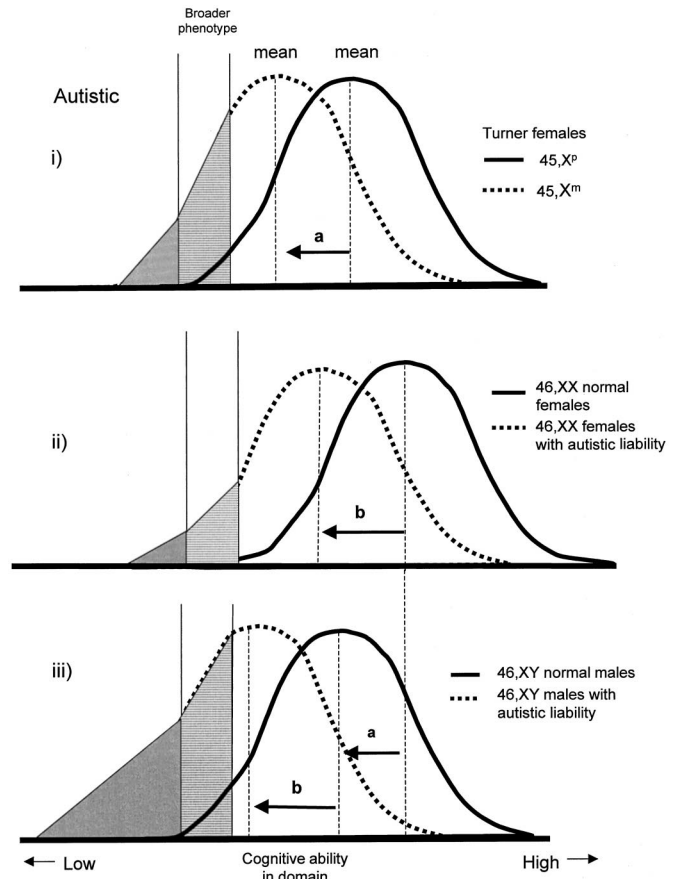 Broader
phenotype
mean
mean
Autistic
i)
Turner females
45,Xᵖ
45,Xᵐ
a
ii)
46,XX normal
females
46,XX females
with autistic liability
b
iii)
46,XY normal males
46,XY males with
autistic liability
a
b
Low
Cognitive ability
in domain
High